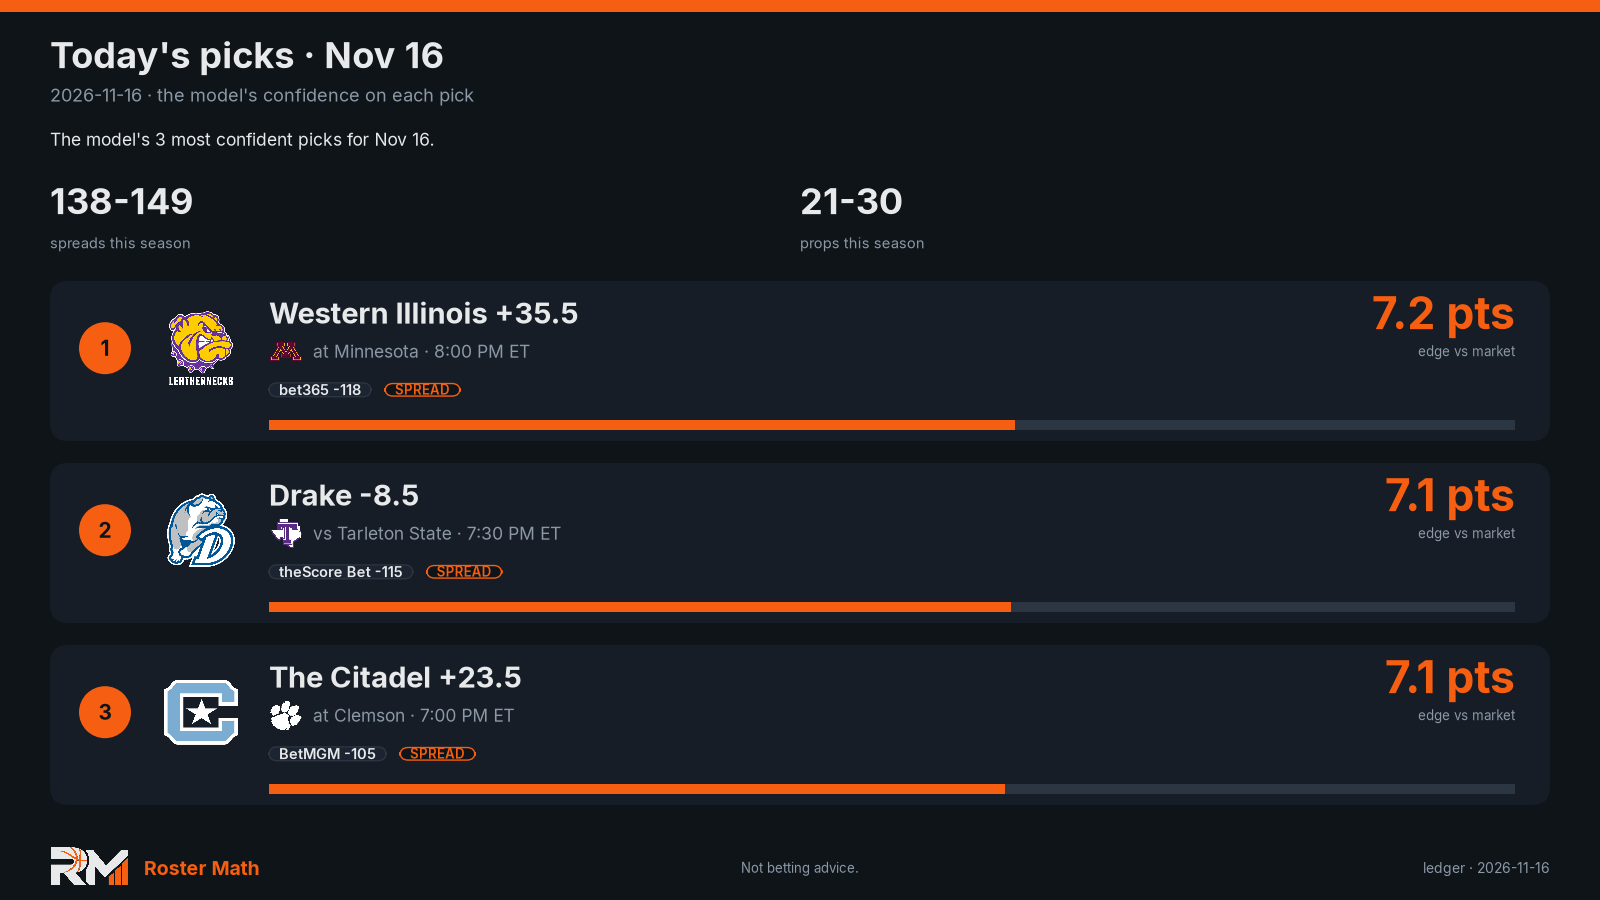 Today's picks · Nov 16
2026-11-16 · the model's confidence on each pick
The model's 3 most confident picks for Nov 16.
138-149
spreads this season
21-30
props this season
1
LEATHERNECKS
Western Illinois +35.5
at Minnesota · 8:00 PM ET
bet365 -118
SPREAD
7.2 pts
edge vs market
2
D
Drake -8.5
T
vs Tarleton State · 7:30 PM ET
theScore Bet -115
SPREAD
7.1 pts
edge vs market
3
C
The Citadel +23.5
at Clemson · 7:00 PM ET
BetMGM -105
SPREAD
7.1 pts
edge vs market
RM
Roster Math
Not betting advice.
ledger · 2026-11-16